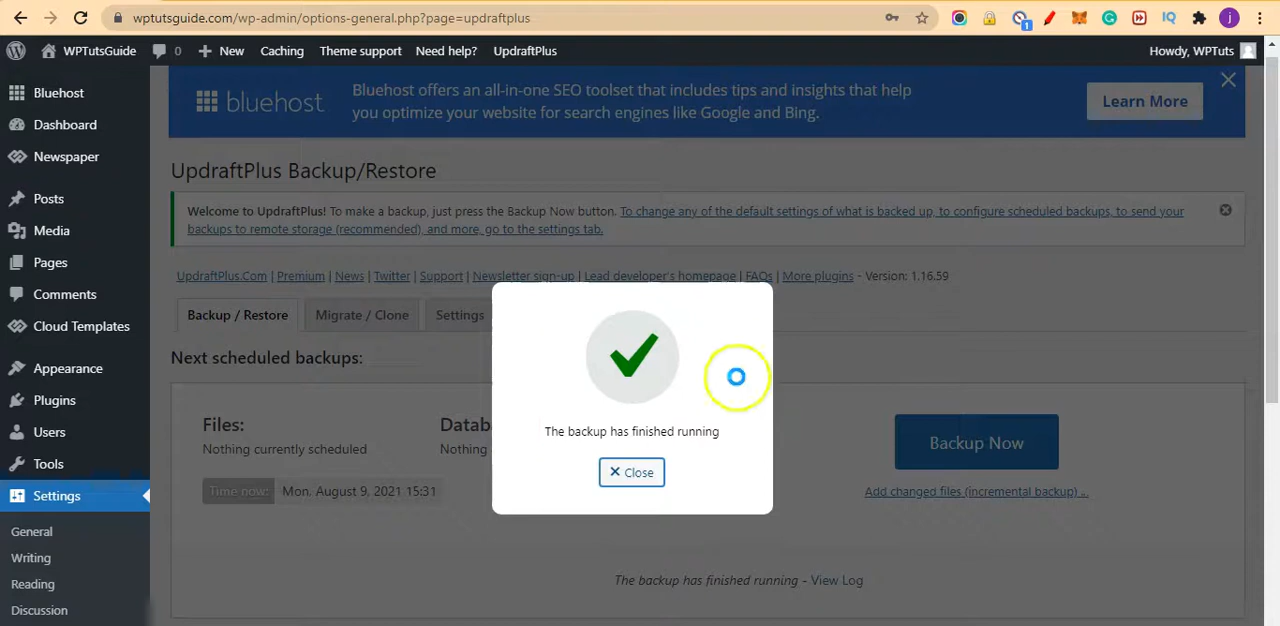 wptutsguide.com/wp-admin/options-general.php?page=updraftplus
WPTutsGuide 0 New Caching Theme support Need help? UpdraftPlus Howdy, WPTuts
Bluehost
Dashboard
Newspaper
Posts
Media
Pages
Comments
Cloud Templates
Appearance
Plugins
Users
Tools
Settings
General
Writing
Reading
Discussion
bluehost
Bluehost offers an all-in-one SEO toolset that includes tips and insights that help
you optimize your website for search engines like Google and Bing.
Learn More
UpdraftPlus Backup/Restore
Welcome to UpdraftPlus! To make a backup, just press the Backup Now button. To change any of the default settings of what is backed up, to configure scheduled backups, to send your
backups to remote storage (recommended), and more, go to the settings tab.
UpdraftPlus.Com | Premium | News | Twitter | Support | Newsletter sign-up | Lead developer's homepage | FAQs | More plugins - Version: 1.16.59
Backup / Restore Migrate / Clone Settings
Next scheduled backups:
Files:
Nothing currently scheduled
Datab
Nothing
Time now: Mon, August 9, 2021 15:31
Backup Now
Add changed files (incremental backup) ...
The backup has finished running - View Log
The backup has finished running
Close
1
j
IQ